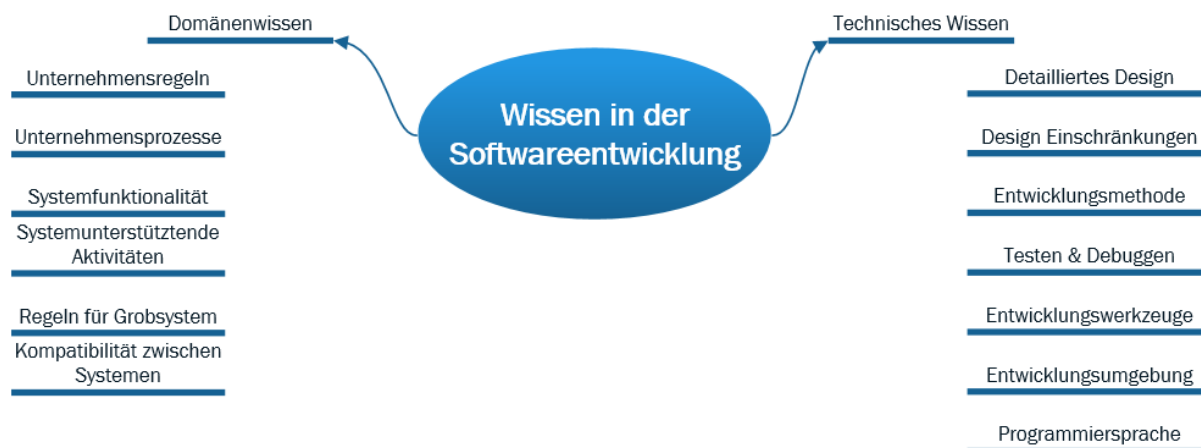 Wissen in der
Softwareentwicklung
Domänenwissen
Unternehmensregeln
Unternehmensprozesse
Systemfunktionalität
Systemunterstütztende
Aktivitäten
Regeln für Grobsystem
Kompatibilität zwischen
Systemen
Technisches Wissen
Detailliertes Design
Design Einschränkungen
Entwicklungsmethode
Testen & Debuggen
Entwicklungswerkzeuge
Entwicklungsumgebung
Programmiersprache